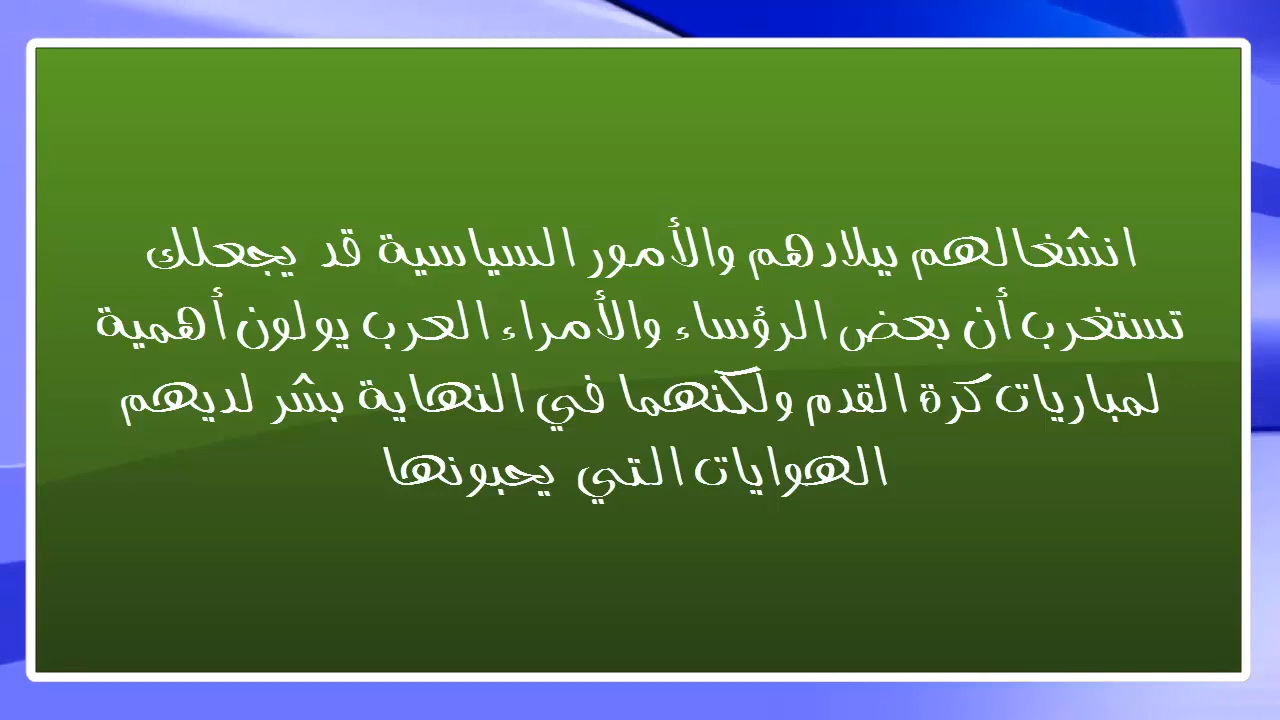 انشغالهم ببلادهم والأمور السياسية قد يجعلك
تستغرب أن بعض الرؤساء والأمراء العرب يولون أهمية
لمباريات كرة القدم ولكنهما في النهاية بشر لديهم
الهوايات التي يحبونها